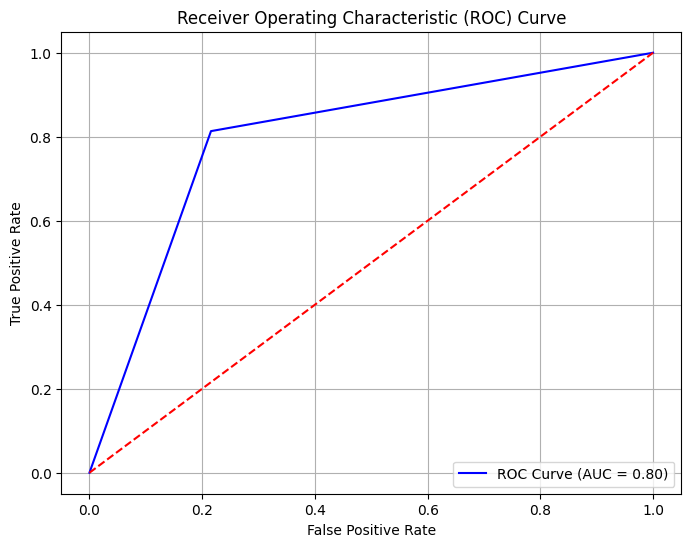 Receiver Operating Characteristic (ROC) Curve
1.0
0.8
0.6
0.4
0.2
0.0
True Positive Rate
0.0 0.2 0.4 0.6 0.8 1.0
False Positive Rate
ROC Curve (AUC = 0.80)